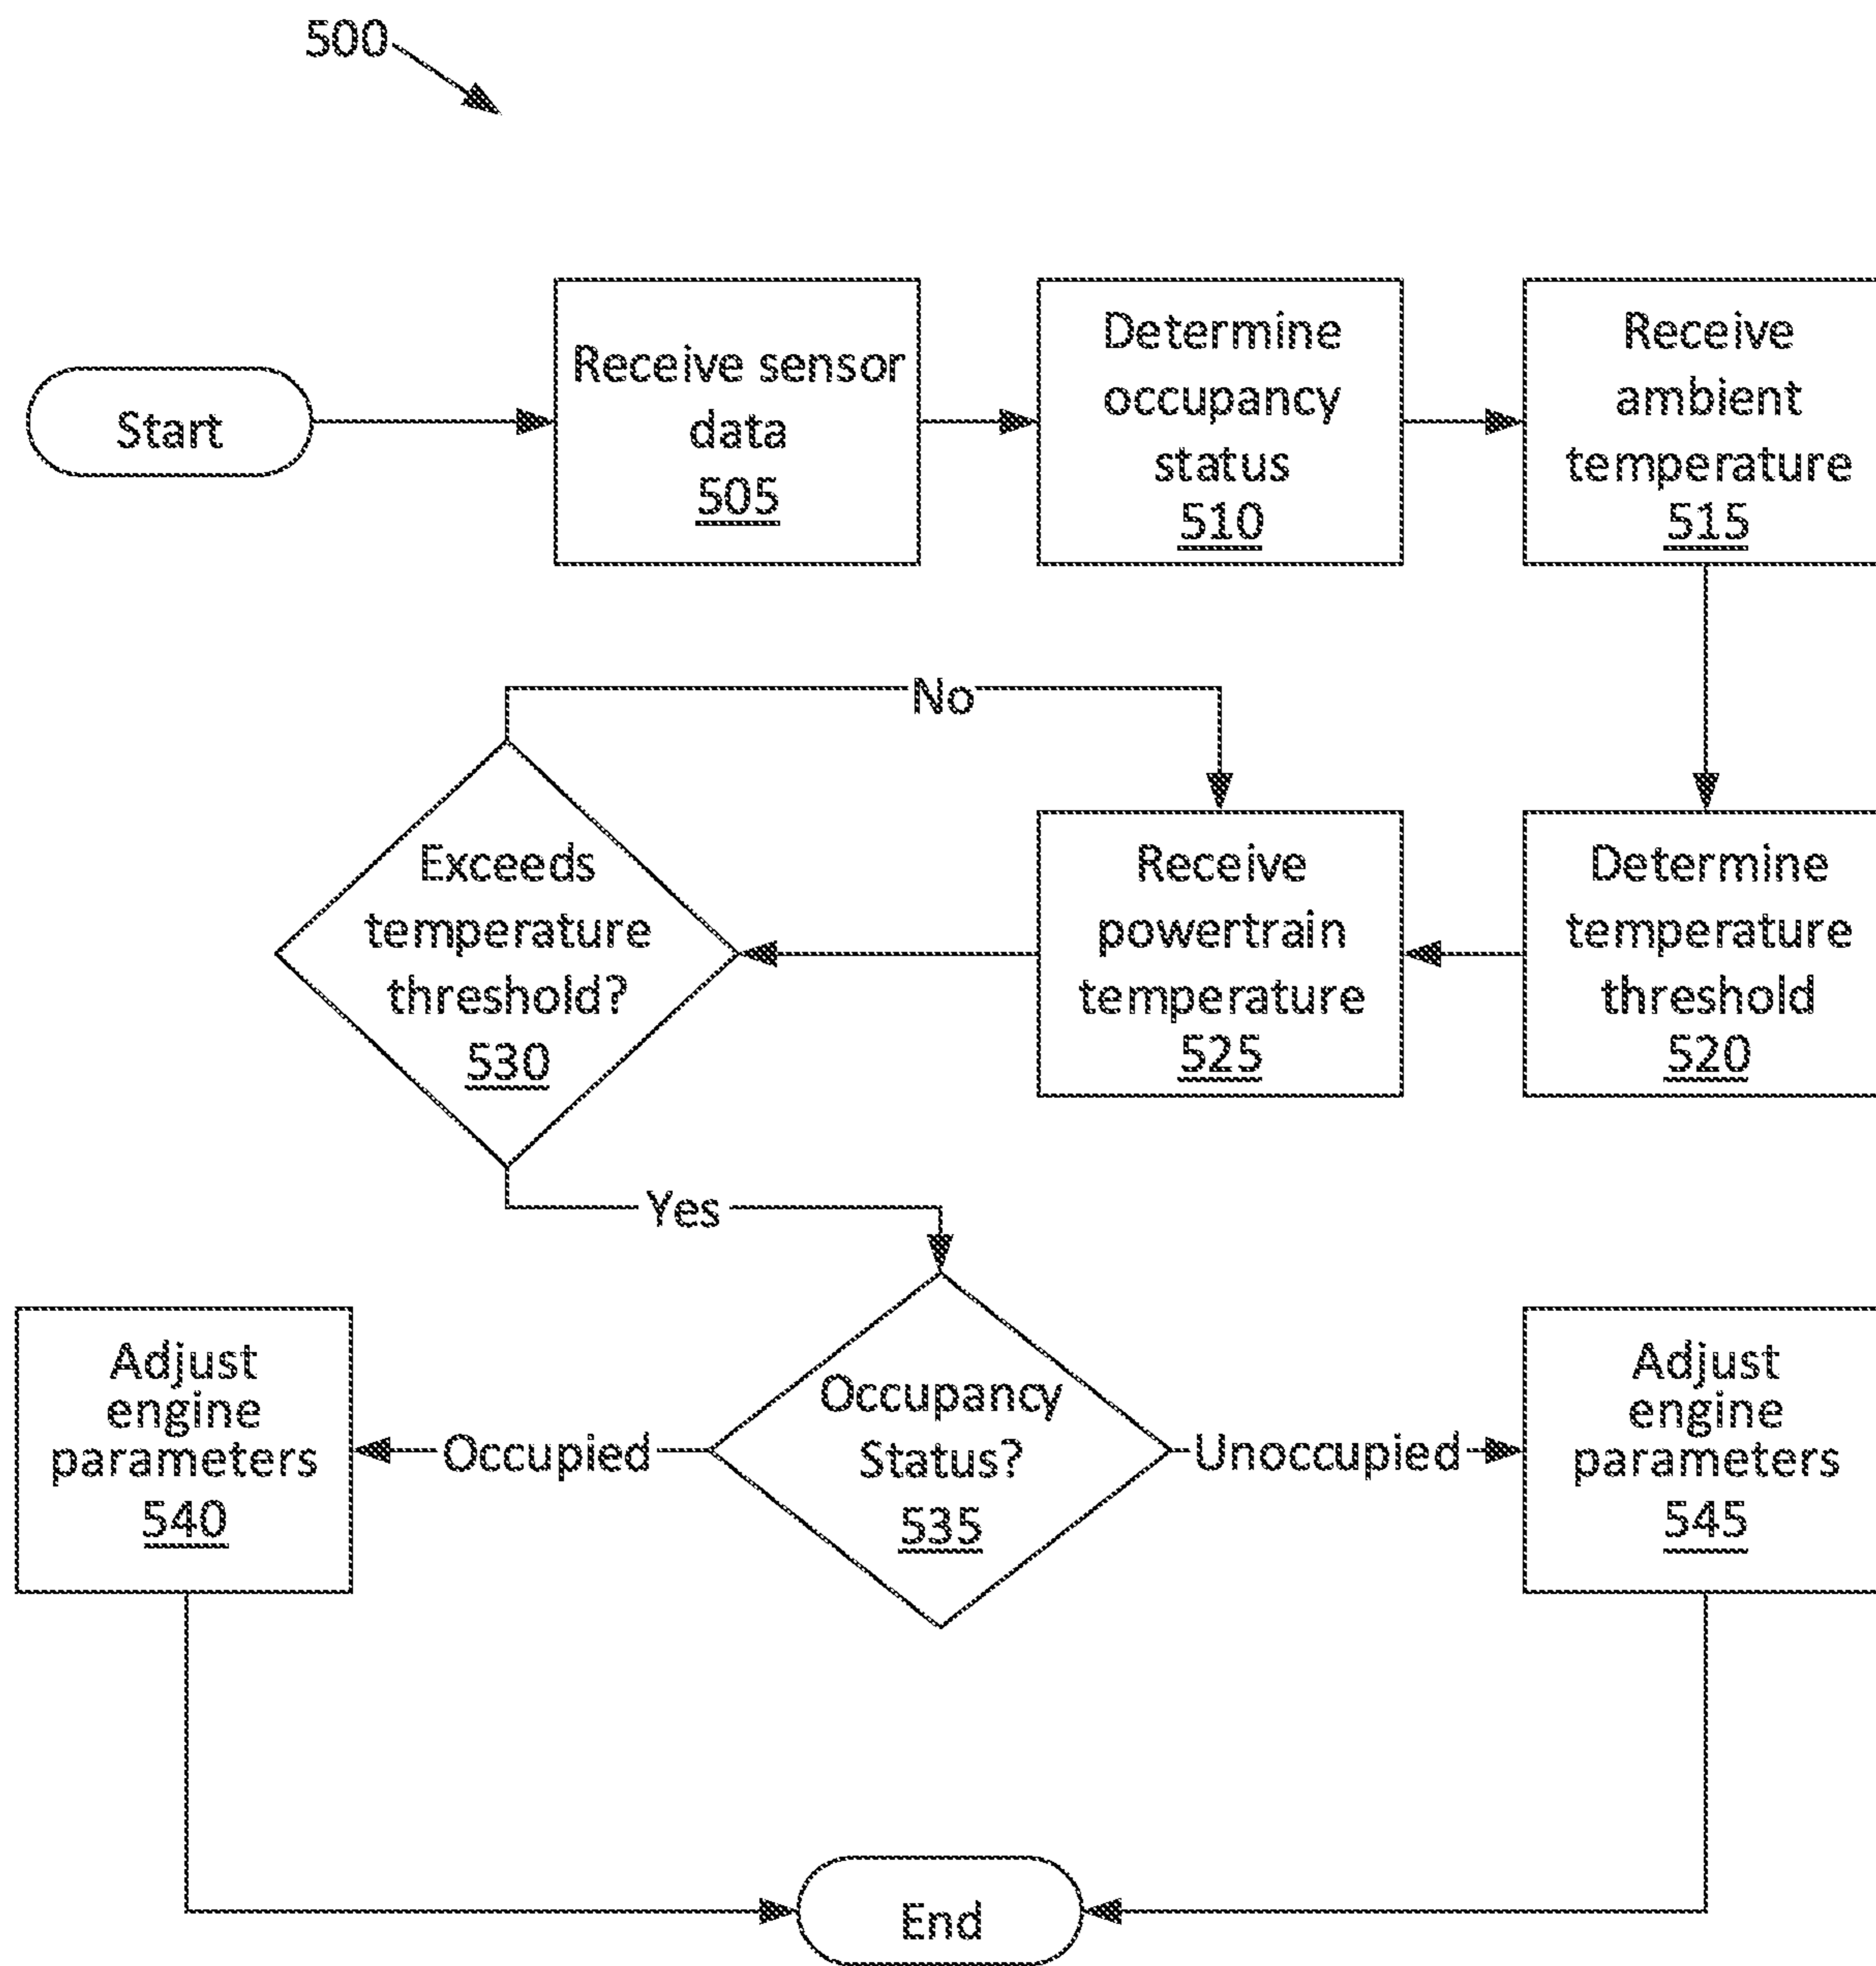 500
Start
Receive sensor
data
505
Determine
occupancy
status
510
Receive
ambient
temperature
515
No
Exceeds
temperature
threshold?
530
Receive
powertrain
temperature
525
Determine
temperature
threshold
520
Yes
Adjust
engine
parameters
540
Occupied
Occupancy
Status?
535
Unoccupied
Adjust
engine
parameters
545
End